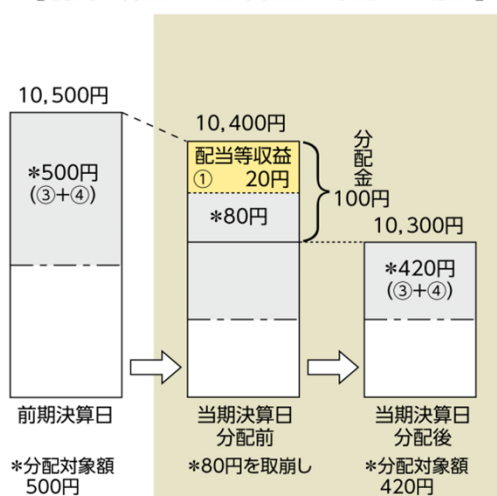 10,500円
*500円
(③+④)
10,400円
配当等収益
① 20円
*80円
分配金
100円
10,300円
*420円
(③+④)
前期決算日
当期決算日
分配前
当期決算日
分配後
*分配対象額
500円
*80円を取崩し
*分配対象額
420円